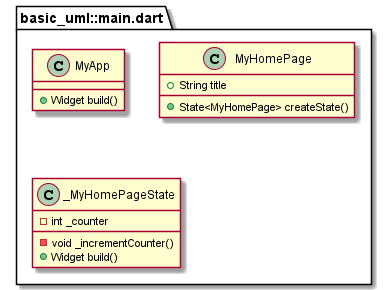 basic_uml::main.dart
C MyApp
Widget build()
C MyHomePage
String title
State<MyHomePage> createState()
C _MyHomePageState
int _counter
void _incrementCounter()
Widget build()